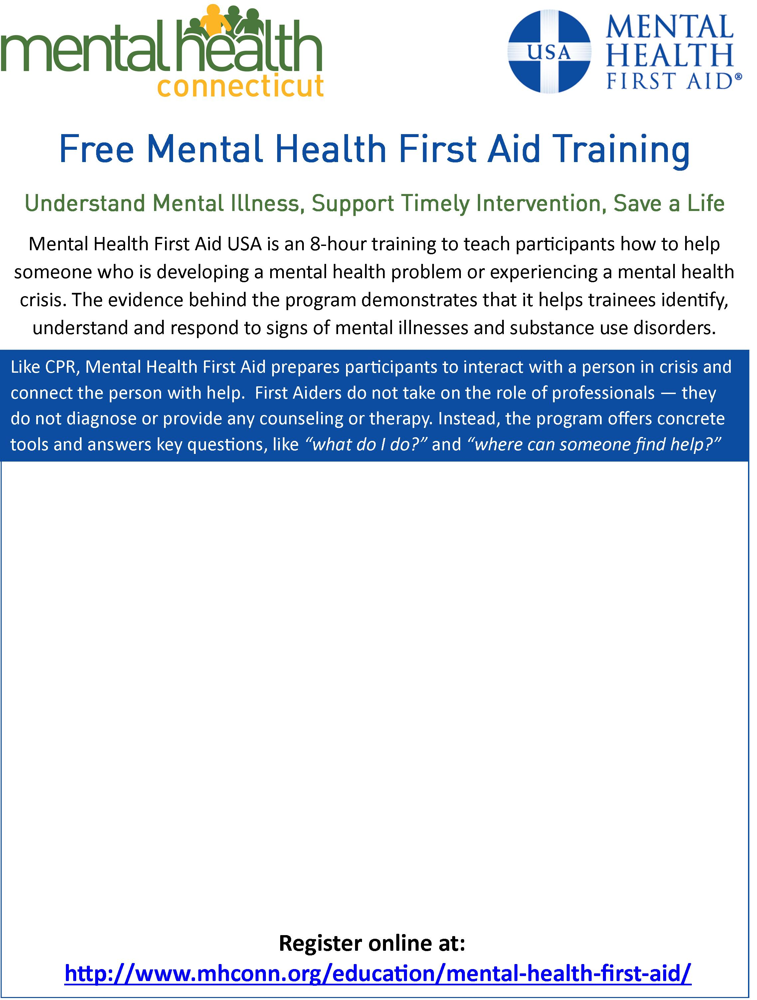 mentalhealth
connecticut
USA
MENTAL
HEALTH
FIRST AID®
Free Mental Health First Aid Training
Understand Mental Illness, Support Timely Intervention, Save a Life
Mental Health First Aid USA is an 8-hour training to teach participants how to help
someone who is developing a mental health problem or experiencing a mental health
crisis. The evidence behind the program demonstrates that it helps trainees identify,
understand and respond to signs of mental illnesses and substance use disorders.
Like CPR, Mental Health First Aid prepares participants to interact with a person in crisis and
connect the person with help.  First Aiders do not take on the role of professionals — they
do not diagnose or provide any counseling or therapy. Instead, the program offers concrete
tools and answers key questions, like “what do I do?” and “where can someone find help?”
Register online at:
http://www.mhconn.org/education/mental-health-first-aid/